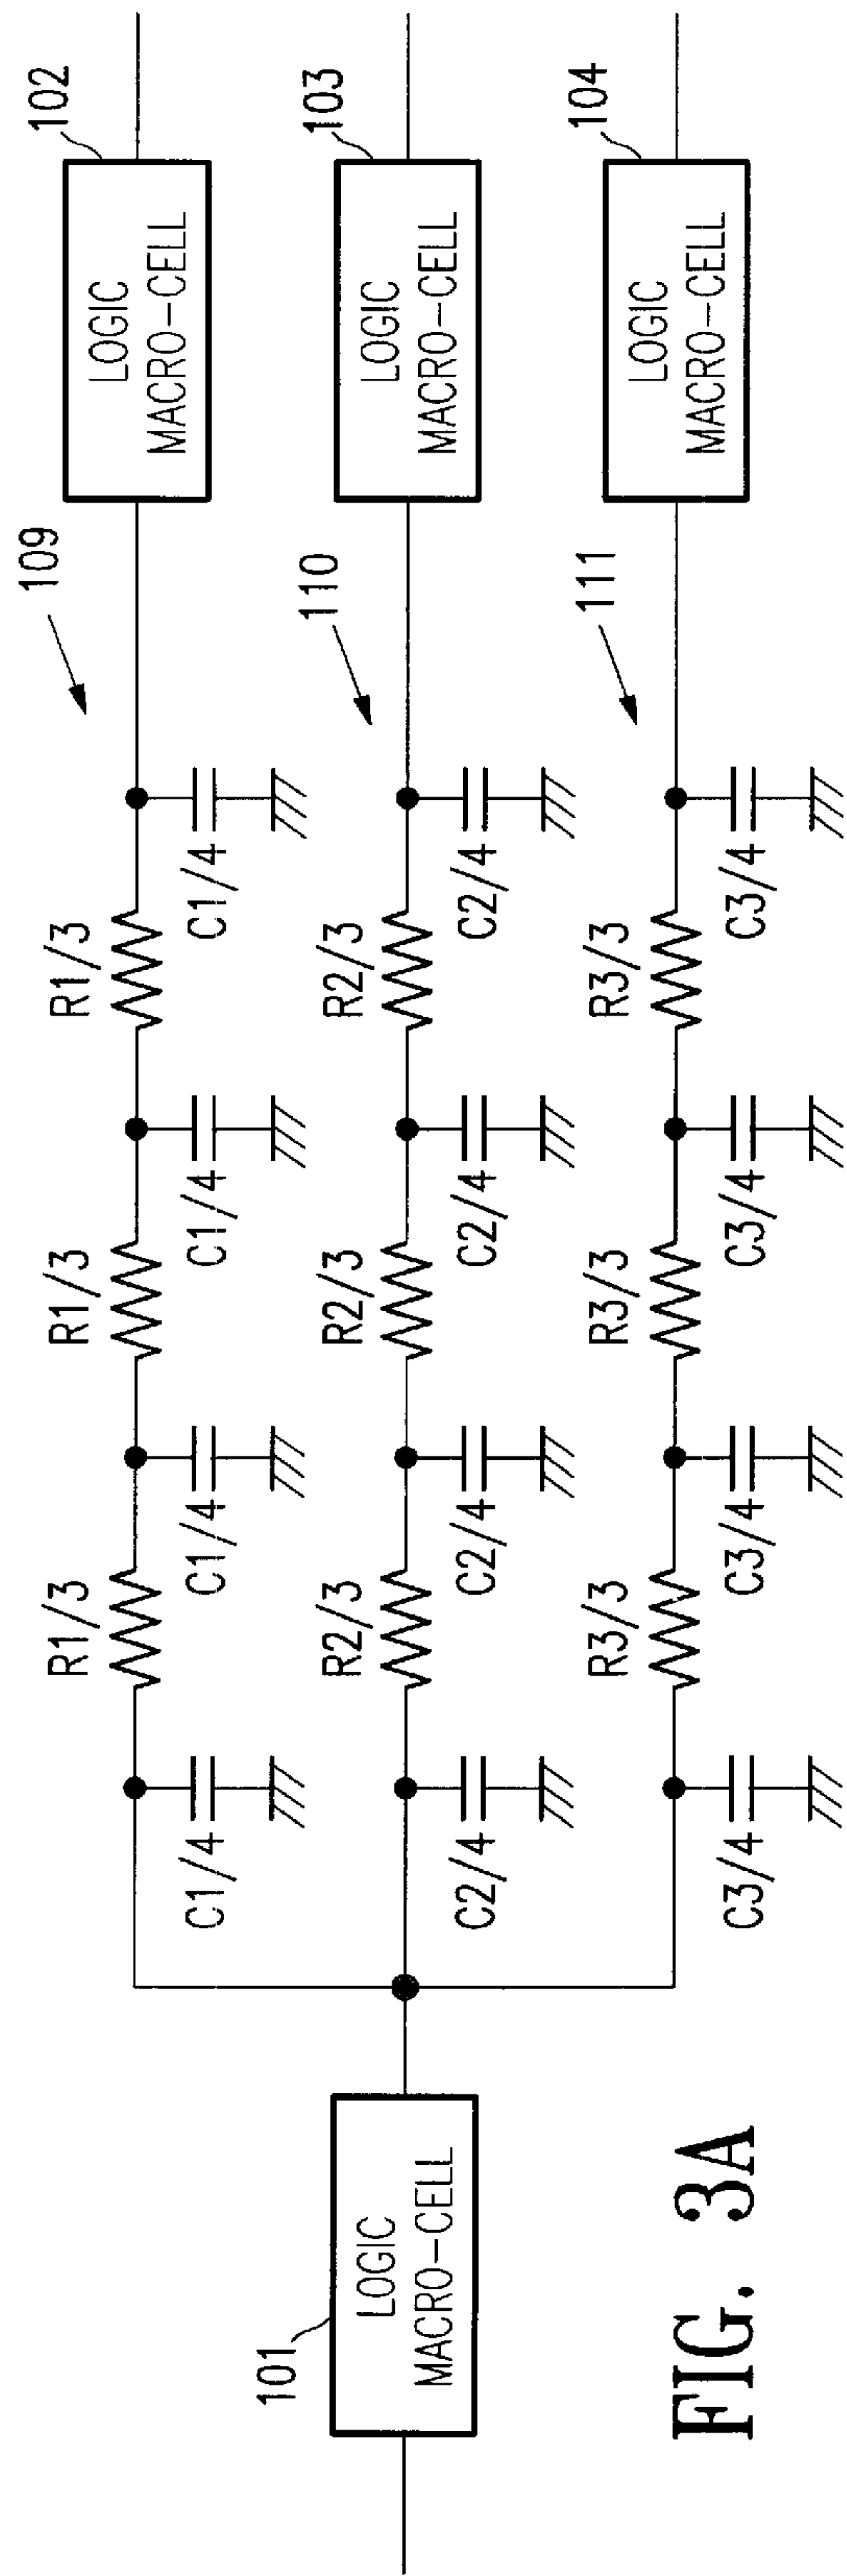 102
LOGIC
MACRO-CELL
109
R1/3
R1/3
R1/3
C1/4
C1/4
C1/4
C1/4
103
LOGIC
MACRO-CELL
110
101
LOGIC
MACRO-CELL
R2/3
R2/3
R2/3
C2/4
C2/4
C2/4
C2/4
104
LOGIC
MACRO-CELL
111
R3/3
R3/3
R3/3
C3/4
C3/4
C3/4
C3/4
FIG. 3A